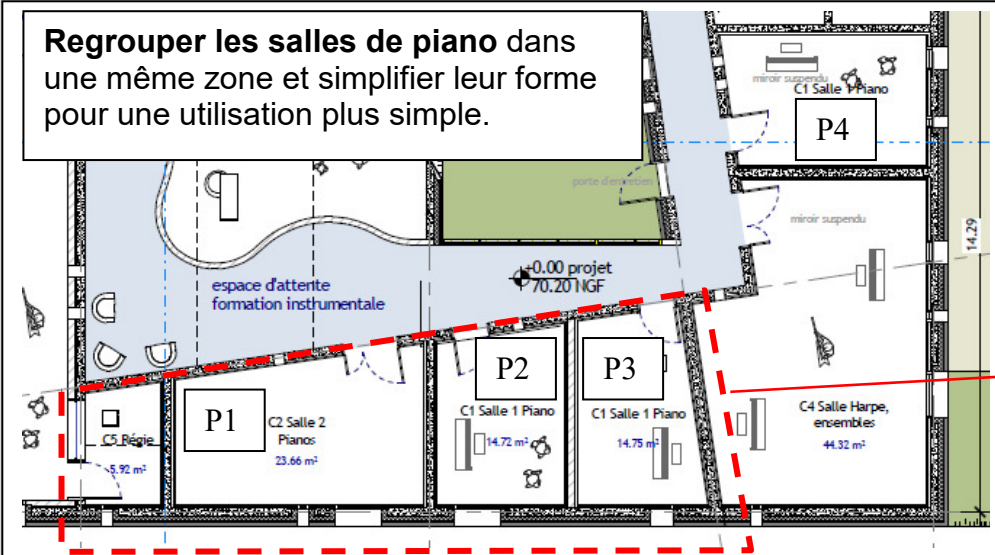 Regrouper les salles de piano dans
une même zone et simplifier leur forme
pour une utilisation plus simple.
miroir suspendu
C1 Salle 1 Piano
P4
porte d'entretien
miroir suspendu
14.29
+0.00 projet
70.20 NGF
espace d'attente
formation instrumentale
P1
P2
P3
C5 Régie
5.92 m²
C2 Salle 2
Pianos
23.66 m²
C1 Salle 1 Piano
14.72 m²
C1 Salle 1 Piano
14.75 m²
C4 Salle Harpe,
ensembles
44.32 m²